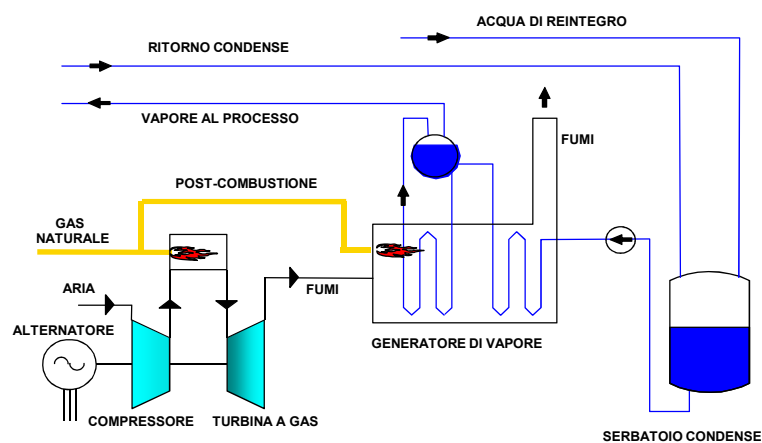 ACQUA DI REINTEGRO
RITORNO CONDENSE
VAPORE AL PROCESSO
FUMI
POST-COMBUSTIONE
GAS
NATURALE
ARIA
FUMI
ALTERNATORE
GENERATORE DI VAPORE
COMPRESSORE
TURBINA A GAS
SERBATOIO CONDENSE